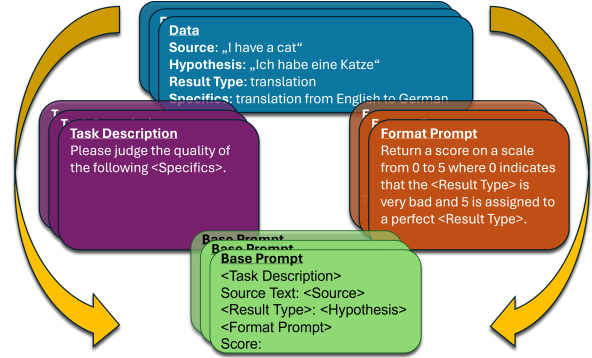 Data
Source: „I have a cat“
Hypothesis: „Ich habe eine Katze“
Result Type: translation
Specifics: translation from English to German
Task Description
Please judge the quality of
the following <Specifics>.
Format Prompt
Return a score on a scale
from 0 to 5 where 0 indicates
that the <Result Type> is
very bad and 5 is assigned to
a perfect <Result Type>.
Base Prompt
Base Prompt
Base Prompt
<Task Description>
Source Text: <Source>
<Result Type>: <Hypothesis>
<Format Prompt>
Score: